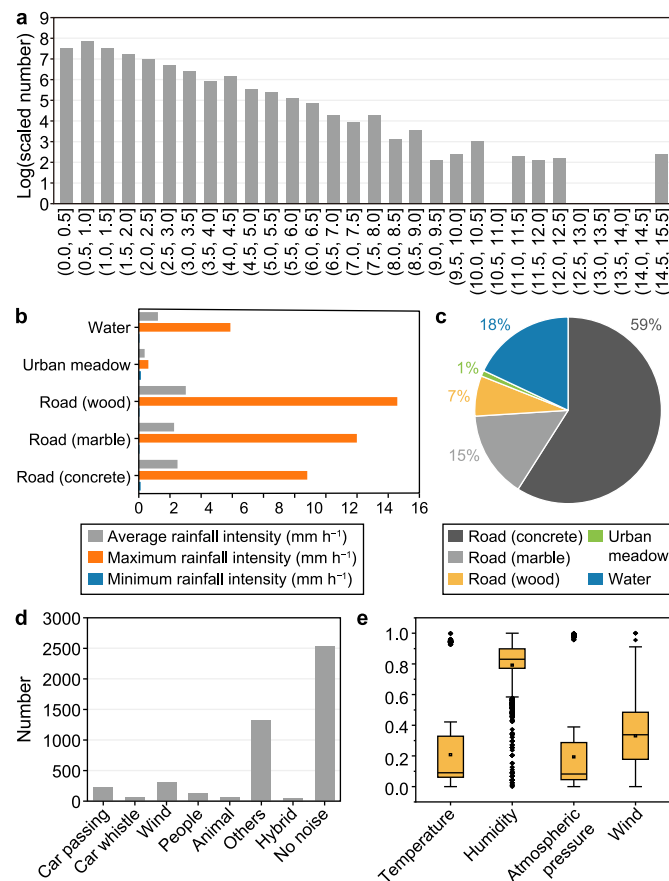 a
Log(scaled number)
9
8
7
6
5
4
3
2
1
0
(0.0, 0.5]
(0.5, 1.0]
(1.5, 2.0]
(2.0, 2.5]
(2.5, 3.0]
(3.0, 3.5]
(3.5, 4.0]
(4.0, 4.5]
(4.5, 5.0]
(5.0, 5.5]
(5.5, 6.0]
(6.0, 6.5]
(6.5, 7.0]
(7.0, 7.5]
(7.5, 8.0]
(8.0, 8.5]
(8.5, 9.0]
(9.0, 9.5]
(9.5, 10.0]
(10.0, 10.5]
(10.5, 11.0]
(11.0, 11.5]
(11.5, 12.0]
(12.0, 12.5]
(12.5, 13.0]
(13.0, 13.5]
(13.5, 14,0]
(14.0, 14.5]
(14.5, 15.5]
b
Water
Urban meadow
Road (wood)
Road (marble)
Road (concrete)
0 2 4 6 8 10 12 14 16
Average rainfall intensity (mm h⁻¹)
Maximum rainfall intensity (mm h⁻¹)
Minimum rainfall intensity (mm h⁻¹)
c
18%
59%
1%
7%
15%
Road (concrete)
Road (marble)
Road (wood)
Urban
meadow
Water
d
Number
3000
2500
2000
1500
1000
500
0
Car passing
Car whistle
Wind
People
Animal
Others
Hybrid
No noise
e
1.0
0.8
0.6
0.4
0.2
0.0
Temperature
Humidity
Atmospheric
pressure
Wind